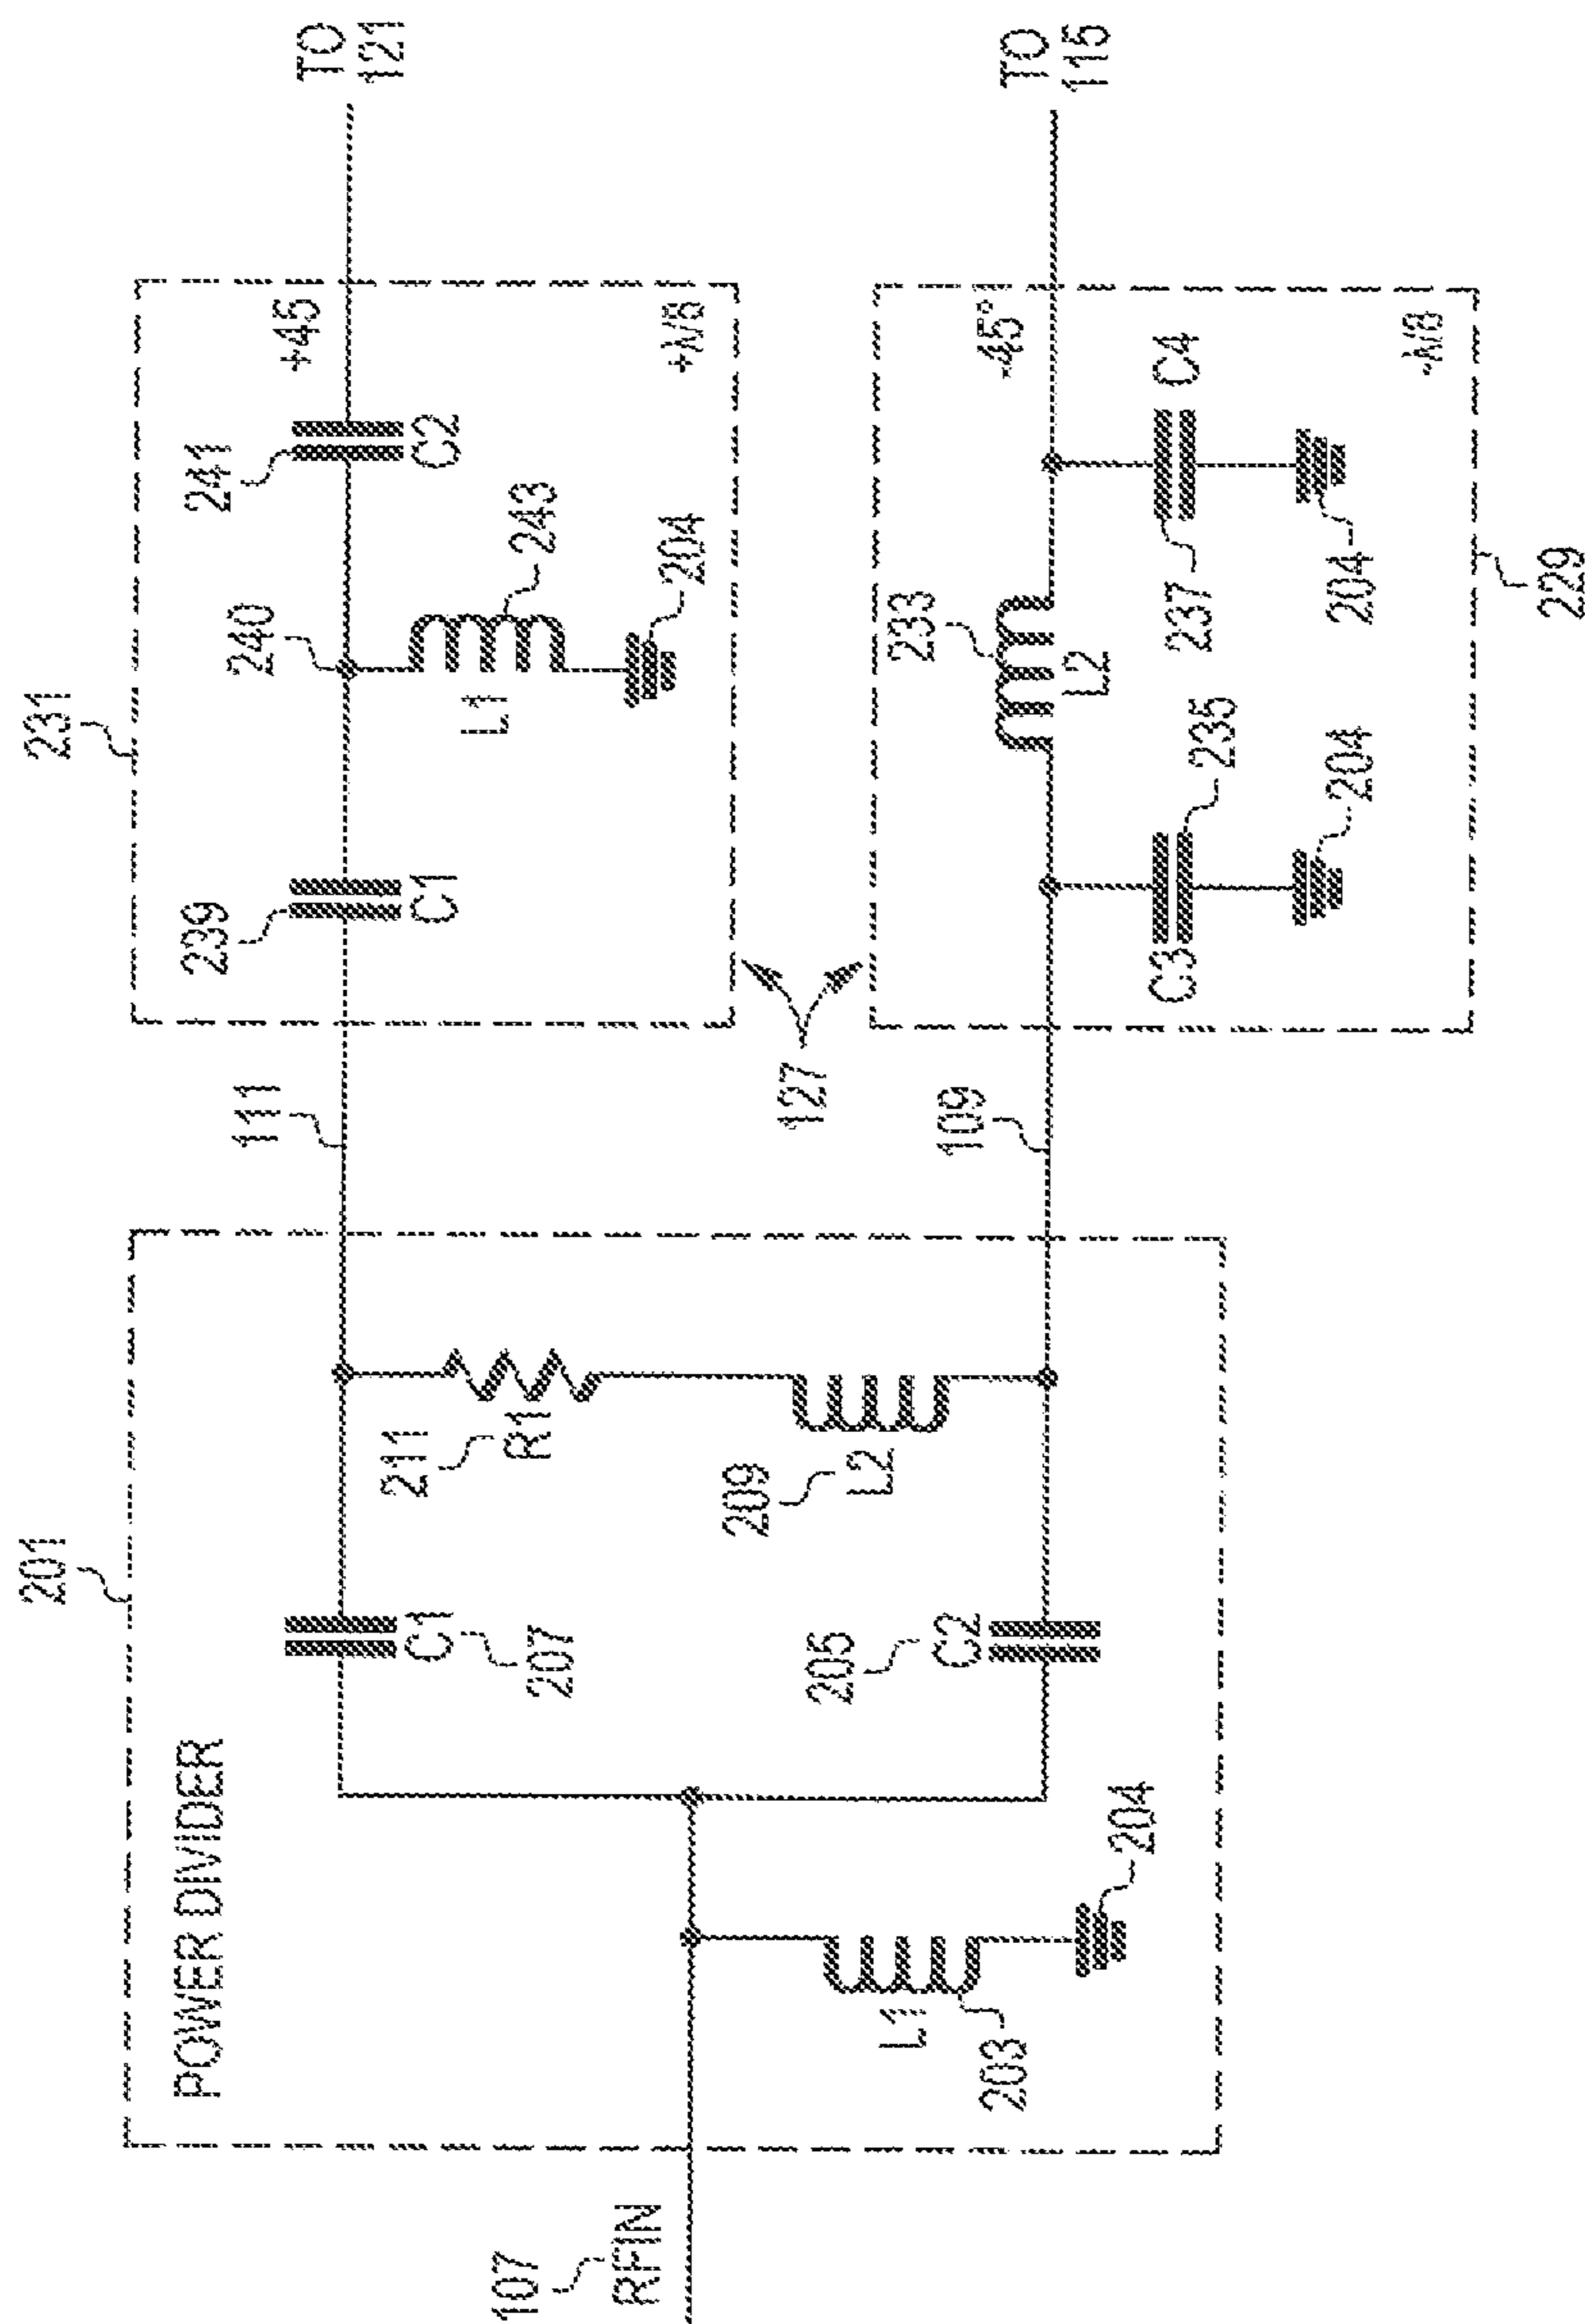 107
RFIN
201
POWER DIVIDER
L1
203
204
C1
207
205
C2
211
R1
209
L2
111
109
127
231
239
C1
240
241
C2
+45
L1
243
204
+λ/8
TO
121
233
L2
-45°
C3
235
204
237
C4
204
-λ/8
229
TO
115